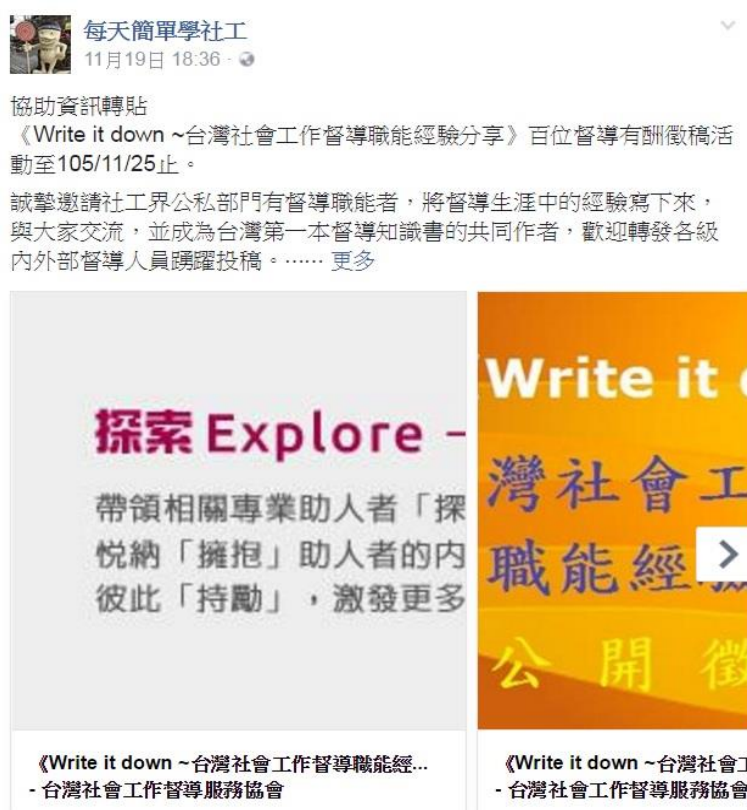 每天簡單學社工
11月19日 18:36 ·
協助資訊轉貼
《Write it down ~台灣社會工作督導職能經驗分享》百位督導有酬徵稿活
動至105/11/25止。
誠摯邀請社工界公私部門有督導職能者，將督導生涯中的經驗寫下來，
與大家交流，並成為台灣第一本督導知識書的共同作者，歡迎轉發各級
內外部督導人員踴躍投稿。…… 更多
探索 Explore –
帶領相關專業助人者「探
悅納「擁抱」助人者的內
彼此「持勵」，激發更多
Write it
灣社會工
職能經驗
公開徵
《Write it down ~台灣社會工作督導職能經...
- 台灣社會工作督導服務協會
《Write it down ~台灣社會工
- 台灣社會工作督導服務協會